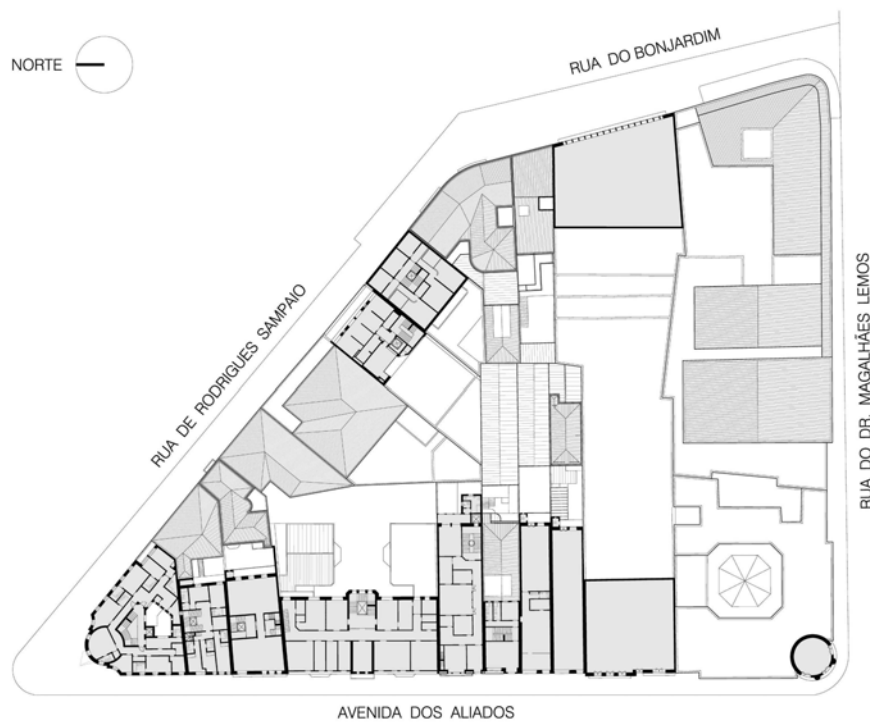 NORTE
RUA DO BONJARDIM
RUA DE RODRIGUES SAMPAIO
RUA DO DR. MAGALHÃES LEMOS
AVENIDA DOS ALIADOS